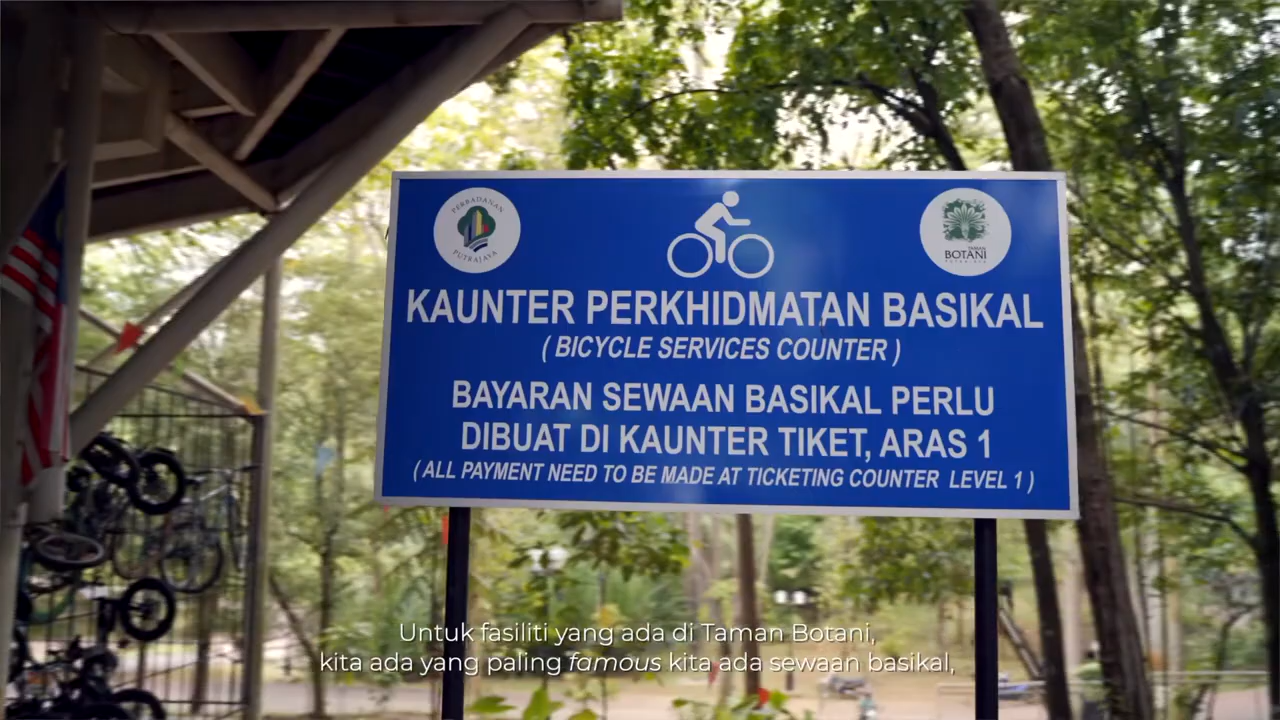 PERBADANAN
PUTRAJAYA
TAMAN
BOTANI
PUTRAJAYA
KAUNTER PERKHIDMATAN BASIKAL
( BICYCLE SERVICES COUNTER )
BAYARAN SEWAAN BASIKAL PERLU
DIBUAT DI KAUNTER TIKET, ARAS 1
( ALL PAYMENT NEED TO BE MADE AT TICKETING COUNTER LEVEL 1 )
Untuk fasiliti yang ada di Taman Botani,
kita ada yang paling famous kita ada sewaan basikal,